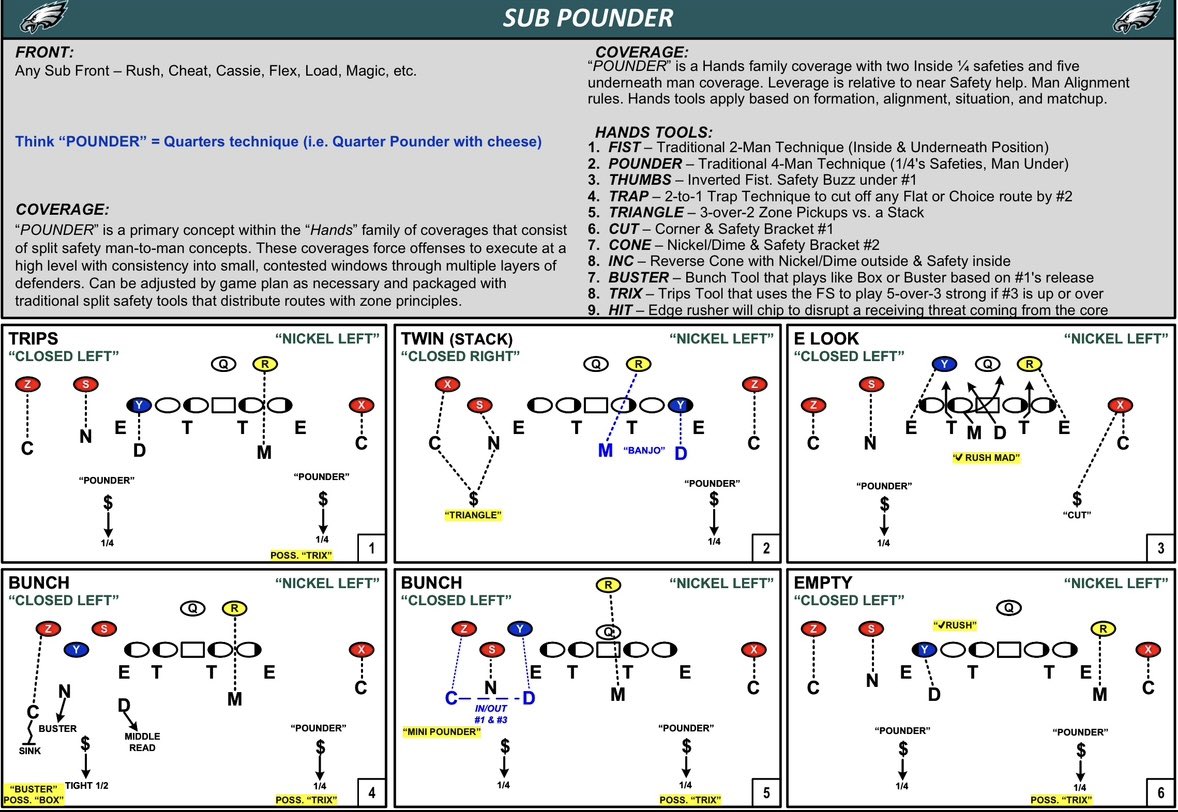 SUB POUNDER
FRONT:
Any Sub Front – Rush, Cheat, Cassie, Flex, Load, Magic, etc.
Think “POUNDER” = Quarters technique (i.e. Quarter Pounder with cheese)
COVERAGE:
“POUNDER” is a primary concept within the “Hands” family of coverages that consist
of split safety man-to-man concepts. These coverages force offenses to execute at a
high level with consistency into small, contested windows through multiple layers of
defenders. Can be adjusted by game plan as necessary and packaged with
traditional split safety tools that distribute routes with zone principles.
COVERAGE:
“POUNDER” is a Hands family coverage with two Inside ¼ safeties and five
underneath man coverage. Leverage is relative to near Safety help. Man Alignment
rules. Hands tools apply based on formation, alignment, situation, and matchup.
HANDS TOOLS:
1. FIST – Traditional 2-Man Technique (Inside & Underneath Position)
2. POUNDER – Traditional 4-Man Technique (1/4's Safeties, Man Under)
3. THUMBS – Inverted Fist. Safety Buzz under #1
4. TRAP – 2-to-1 Trap Technique to cut off any Flat or Choice route by #2
5. TRIANGLE – 3-over-2 Zone Pickups vs. a Stack
6. CUT – Corner & Safety Bracket #1
7. CONE – Nickel/Dime & Safety Bracket #2
8. INC – Reverse Cone with Nickel/Dime outside & Safety inside
7. BUSTER – Bunch Tool that plays like Box or Buster based on #1's release
8. TRIX – Trips Tool that uses the FS to play 5-over-3 strong if #3 is up or over
9. HIT – Edge rusher will chip to disrupt a receiving threat coming from the core
TRIPS “NICKEL LEFT”
“CLOSED LEFT”
Q R
Z S
Y X
E T T E
C N D M C
“POUNDER” “POUNDER”
$ $
1/4 1/4
POSS. “TRIX”
1
TWIN (STACK) “NICKEL LEFT”
“CLOSED RIGHT”
Q R
X Z
S Y
E T T E
C N M “BANJO” D C
“POUNDER”
$ $
“TRIANGLE”
1/4
2
E LOOK “NICKEL LEFT”
“CLOSED LEFT”
Y Q R
S
Z X
E T M D T E
C N C
“✓ RUSH MAD”
“POUNDER”
$ $
“CUT”
1/4
3
BUNCH “NICKEL LEFT”
“CLOSED LEFT”
Q R
Z S
Y X
E T T E
N M C
C D
BUSTER
SINK
MIDDLE
READ
“POUNDER”
$ $
TIGHT 1/2 1/4
“BUSTER”
POSS. “BOX” POSS. “TRIX”
4
BUNCH “NICKEL LEFT”
“CLOSED LEFT”
R
Z Y Q
S X
E T T E
C N D M C
IN/OUT
#1 & #3
“MINI POUNDER” “POUNDER”
$ $
1/4 1/4
POSS. “TRIX”
5
EMPTY “NICKEL LEFT”
“CLOSED LEFT”
Q
“✓RUSH”
Z S R
Y X
E T T E
C N D M C
“POUNDER” “POUNDER”
$ $
1/4 1/4
POSS. “TRIX”
6